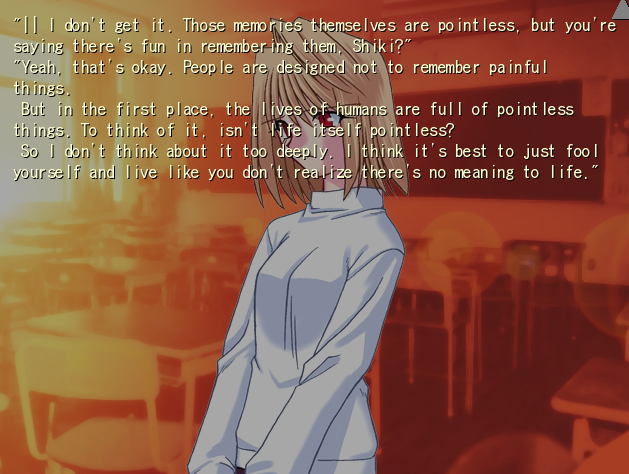 "|| I don't get it. Those memories themselves are pointless, but you're
saying there's fun in remembering them, Shiki?"
"Yeah, that's okay. People are designed not to remember painful
things.
But in the first place, the lives of humans are full of pointless
things. To think of it, isn't life itself pointless?
So I don't think about it too deeply. I think it's best to just fool
yourself and live like you don't realize there's no meaning to life."